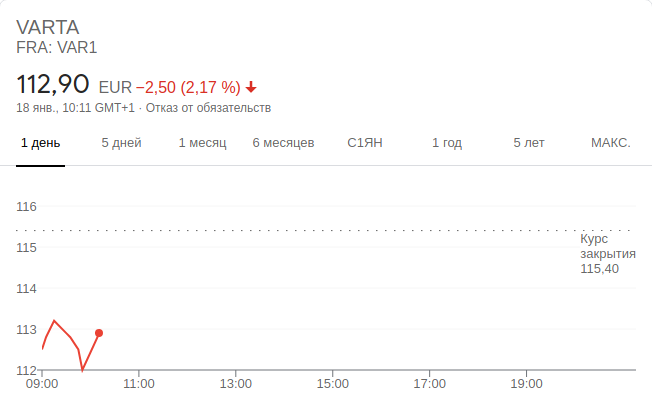 VARTA
FRA: VAR1
112,90 EUR −2,50 (2,17 %)
18 янв., 10:11 GMT+1 · Отказ от обязательств
1 день 5 дней 1 месяц 6 месяцев С1ЯН 1 год 5 лет МАКС.
116
115
114
113
112
Курс
закрытия
115,40
09:00 11:00 13:00 15:00 17:00 19:00